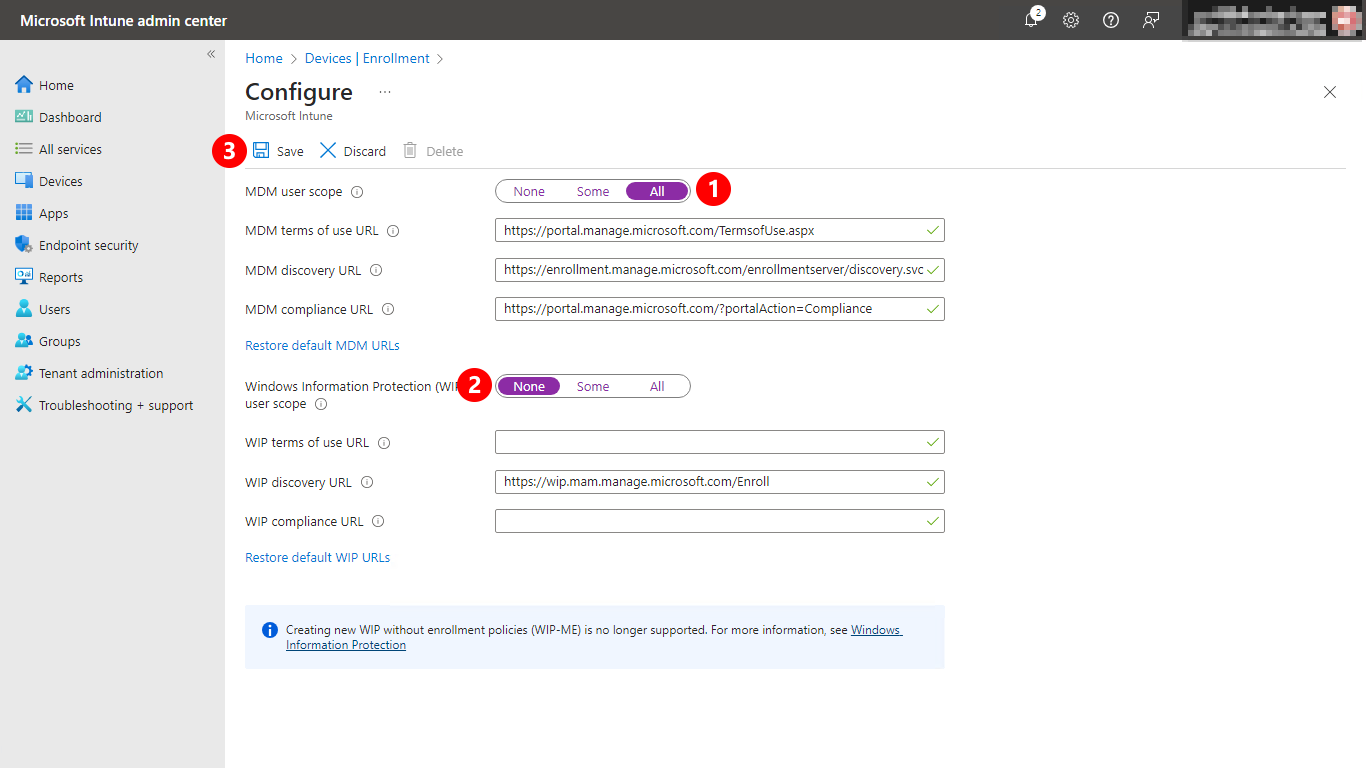 Microsoft Intune admin center
2
«
Home
Dashboard
All services
Devices
Apps
Endpoint security
Reports
Users
Groups
Tenant administration
Troubleshooting + support
Home > Devices | Enrollment >
Configure ...
Microsoft Intune
3 Save Discard Delete
MDM user scope None Some All 1
MDM terms of use URL https://portal.manage.microsoft.com/TermsofUse.aspx
MDM discovery URL https://enrollment.manage.microsoft.com/enrollmentserver/discovery.svc
MDM compliance URL https://portal.manage.microsoft.com/?portalAction=Compliance
Restore default MDM URLs
Windows Information Protection (WIP 2 None Some All
user scope
WIP terms of use URL
WIP discovery URL https://wip.mam.manage.microsoft.com/Enroll
WIP compliance URL
Restore default WIP URLs
Creating new WIP without enrollment policies (WIP-ME) is no longer supported. For more information, see Windows
Information Protection